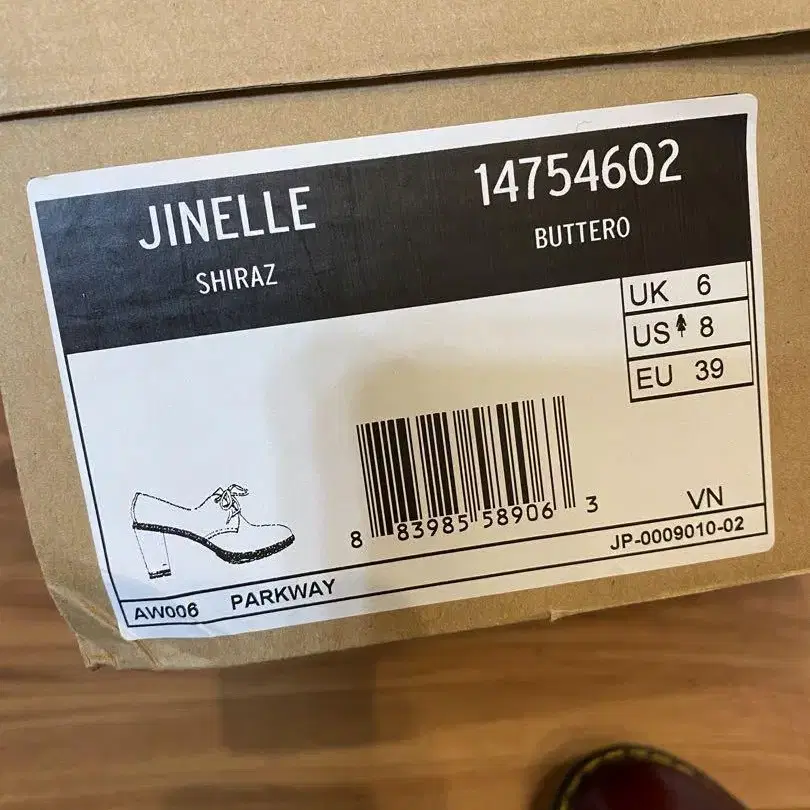 JINELLE
SHIRAZ
14754602
BUTTERO
UK 6
US 8
EU 39
8 83985 58906 3
VN
JP-0009010-02
AW006 PARKWAY